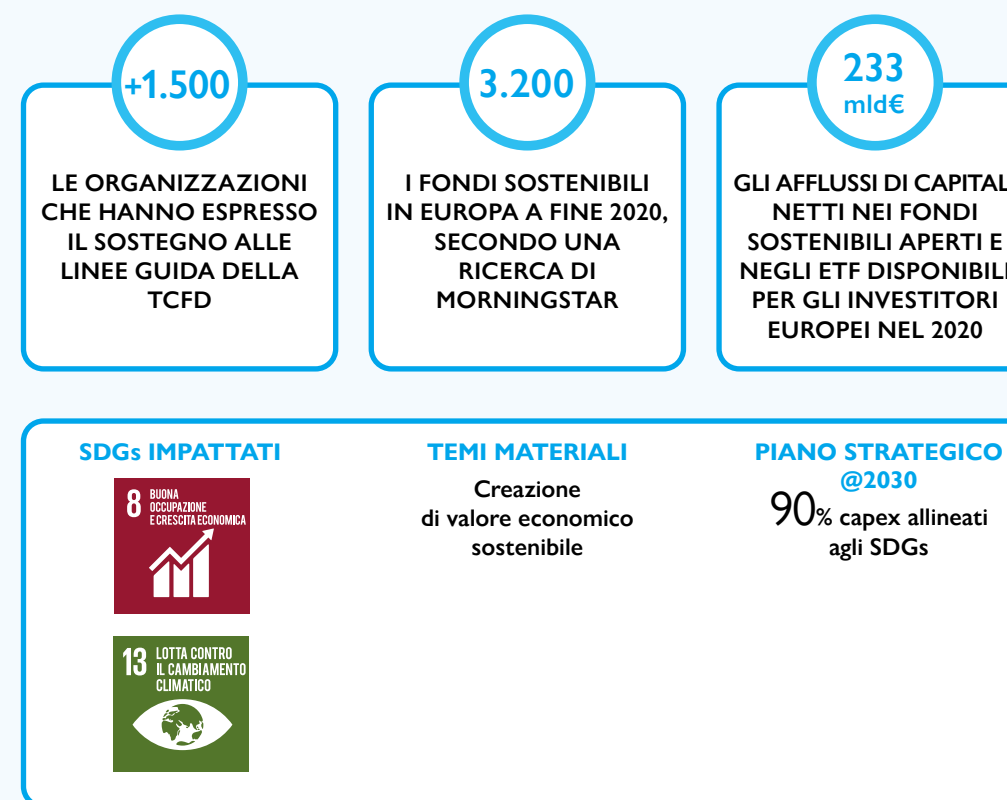 +1.500
LE ORGANIZZAZIONI
CHE HANNO ESPRESSO
IL SOSTEGNO ALLE
LINEE GUIDA DELLA
TCFD
3.200
I FONDI SOSTENIBILI
IN EUROPA A FINE 2020,
SECONDO UNA
RICERCA DI
MORNINGSTAR
233
mld€
GLI AFFLUSSI DI CAPITAL
NETTI NEI FONDI
SOSTENIBILI APERTI E
NEGLI ETF DISPONIBILI
PER GLI INVESTITORI
EUROPEI NEL 2020
SDGs IMPATTATI
8 BUONA
OCCUPAZIONE
E CRESCITA ECONOMICA
13 LOTTA CONTRO
IL CAMBIAMENTO
CLIMATICO
TEMI MATERIALI
Creazione
di valore economico
sostenibile
PIANO STRATEGICO
@2030
90% capex allineati
agli SDGs